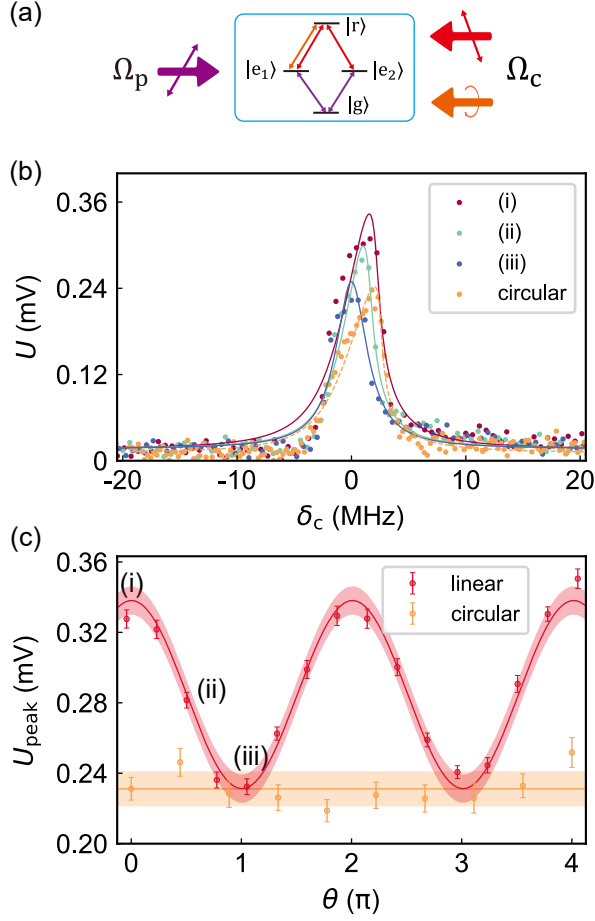 (a)
|r⟩
Ωp |e1⟩ |e2⟩ Ωc
|g⟩
(b)
0.36
0.24
0.12
0
U (mV)
(i)
(ii)
(iii)
circular
-20 -10 0 10 20
δc (MHz)
(c)
0.36
0.32
0.28
0.24
0.20
Upeak (mV)
(i)
(ii)
(iii)
linear
circular
0 1 2 3 4
θ (π)